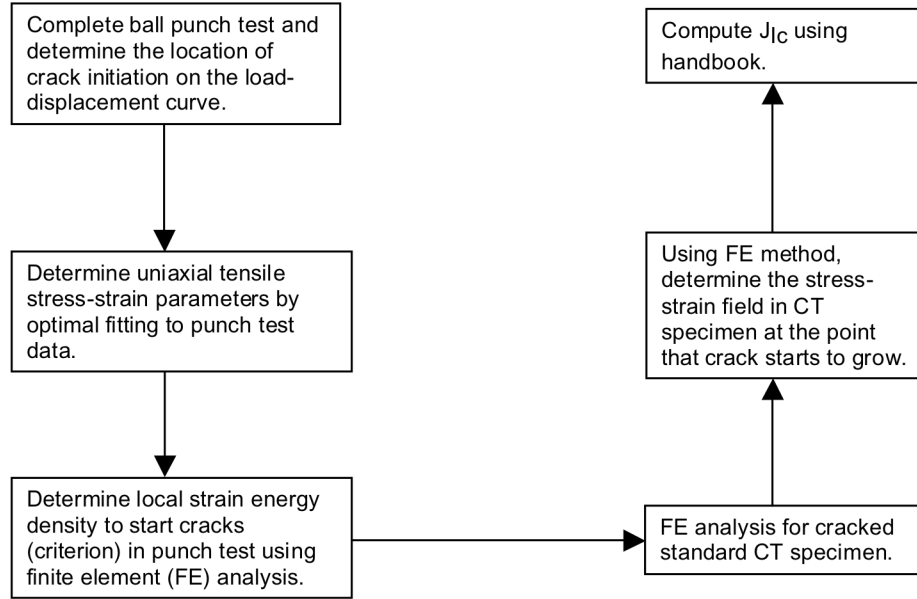 Complete ball punch test and
determine the location of
crack initiation on the load-
displacement curve.
Determine uniaxial tensile
stress-strain parameters by
optimal fitting to punch test
data.
Determine local strain energy
density to start cracks
(criterion) in punch test using
finite element (FE) analysis.
FE analysis for cracked
standard CT specimen.
Using FE method,
determine the stress-
strain field in CT
specimen at the point
that crack starts to grow.
Compute JIc using
handbook.